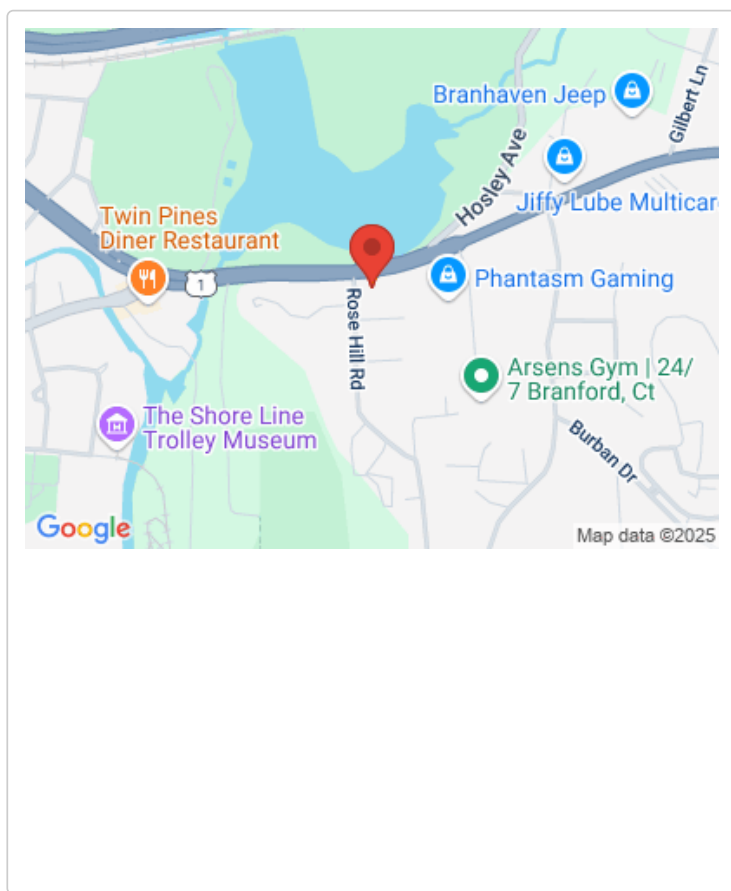 Branhaven Jeep
Gilbert Ln
Hosley Ave
Jiffy Lube Multicar
Twin Pines
Diner Restaurant
1
Phantasm Gaming
Rose Hill Rd
Arsens Gym | 24/
7 Branford, Ct
The Shore Line
Trolley Museum
Burban Dr
Google
Map data ©2025